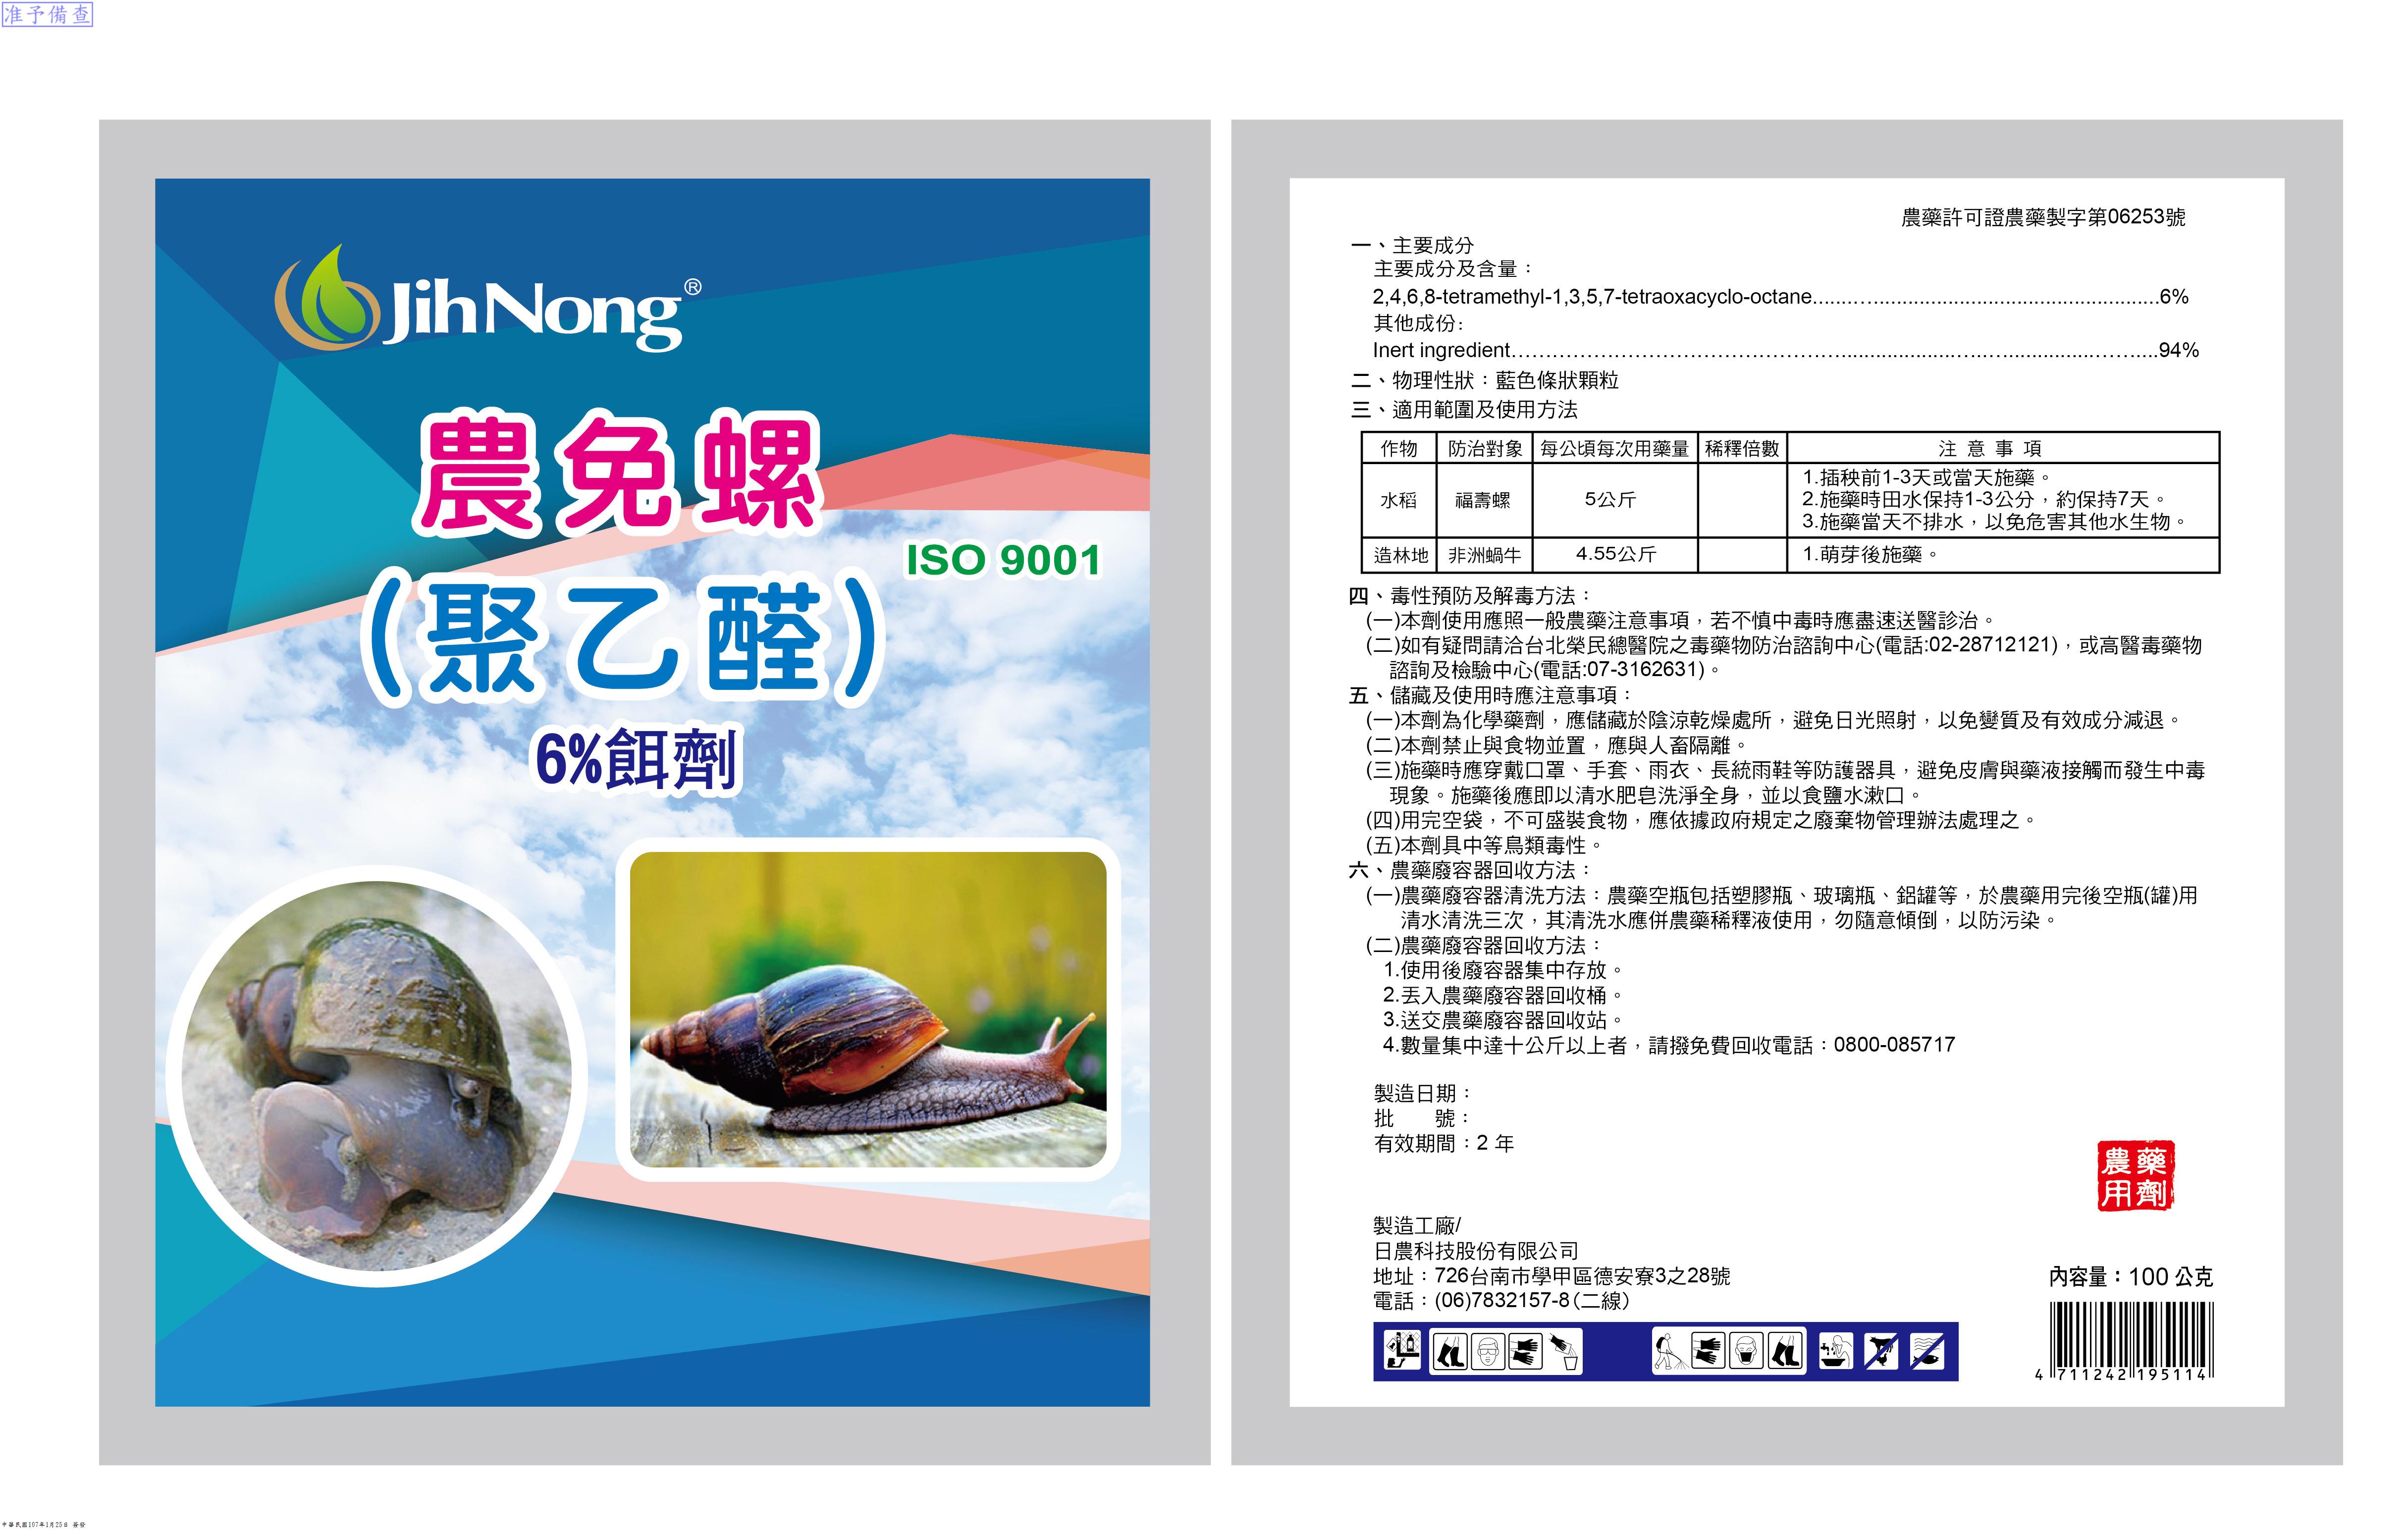 准予備查
JihNong®
農免螺
ISO 9001
(聚乙醛)
6%餌劑
農藥許可證農藥製字第06253號
一、主要成分
主要成分及含量：
2,4,6,8-tetramethyl-1,3,5,7-tetraoxacyclo-octane............................................................6%
其他成份:
Inert ingredient............................................................94%
二、物理性狀：藍色條狀顆粒
三、適用範圍及使用方法
作物 防治對象 每公頃每次用藥量 稀釋倍數 注 意 事 項
水稻 福壽螺 5公斤 1.插秧前1-3天或當天施藥。
2.施藥時田水保持1-3公分，約保持7天。
3.施藥當天不排水，以免危害其他水生物。
造林地 非洲蝸牛 4.55公斤 1.萌芽後施藥。
四、毒性預防及解毒方法：
(一)本劑使用應照一般農藥注意事項，若不慎中毒時應盡速送醫診治。
(二)如有疑問請洽台北榮民總醫院之毒藥物防治諮詢中心(電話:02-28712121)，或高醫毒藥物
諮詢及檢驗中心(電話:07-3162631)。
五、儲藏及使用時應注意事項：
(一)本劑為化學藥劑，應儲藏於陰涼乾燥處所，避免日光照射，以免變質及有效成分減退。
(二)本劑禁止與食物並置，應與人畜隔離。
(三)施藥時應穿戴口罩、手套、雨衣、長統雨鞋等防護器具，避免皮膚與藥液接觸而發生中毒
現象。施藥後應即以清水肥皂洗淨全身，並以食鹽水漱口。
(四)用完空袋，不可盛裝食物，應依據政府規定之廢棄物管理辦法處理之。
(五)本劑具中等鳥類毒性。
六、農藥廢容器回收方法：
(一)農藥廢容器清洗方法：農藥空瓶包括塑膠瓶、玻璃瓶、鋁罐等，於農藥用完後空瓶(罐)用
清水清洗三次，其清洗水應併農藥稀釋液使用，勿隨意傾倒，以防污染。
(二)農藥廢容器回收方法：
1.使用後廢容器集中存放。
2.丟入農藥廢容器回收桶。
3.送交農藥廢容器回收站。
4.數量集中達十公斤以上者，請撥免費回收電話：0800-085717
製造日期：
批 號：
有效期間：2 年
農藥
用劑
製造工廠/
日農科技股份有限公司
地址：726台南市學甲區德安寮3之28號
電話：(06)7832157-8(二線)
內容量：100 公克
4 711242 195114
中華民國107年1月25日 簽發